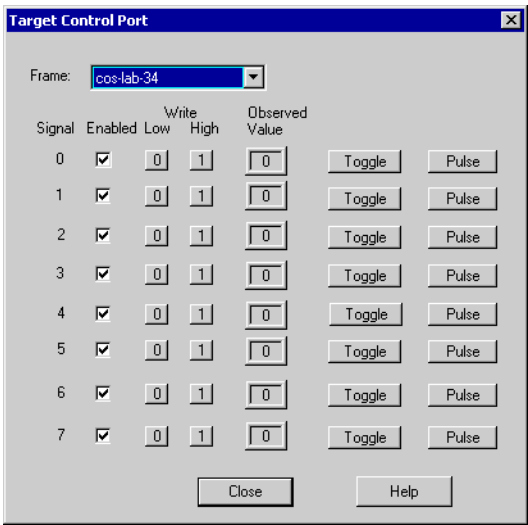 Target Control Port
Frame: cos-lab-34
Write Observed
Signal Enabled Low High Value
0 0 1 0 Toggle Pulse
1 0 1 0 Toggle Pulse
2 0 1 0 Toggle Pulse
3 0 1 0 Toggle Pulse
4 0 1 0 Toggle Pulse
5 0 1 0 Toggle Pulse
6 0 1 0 Toggle Pulse
7 0 1 0 Toggle Pulse
Close Help